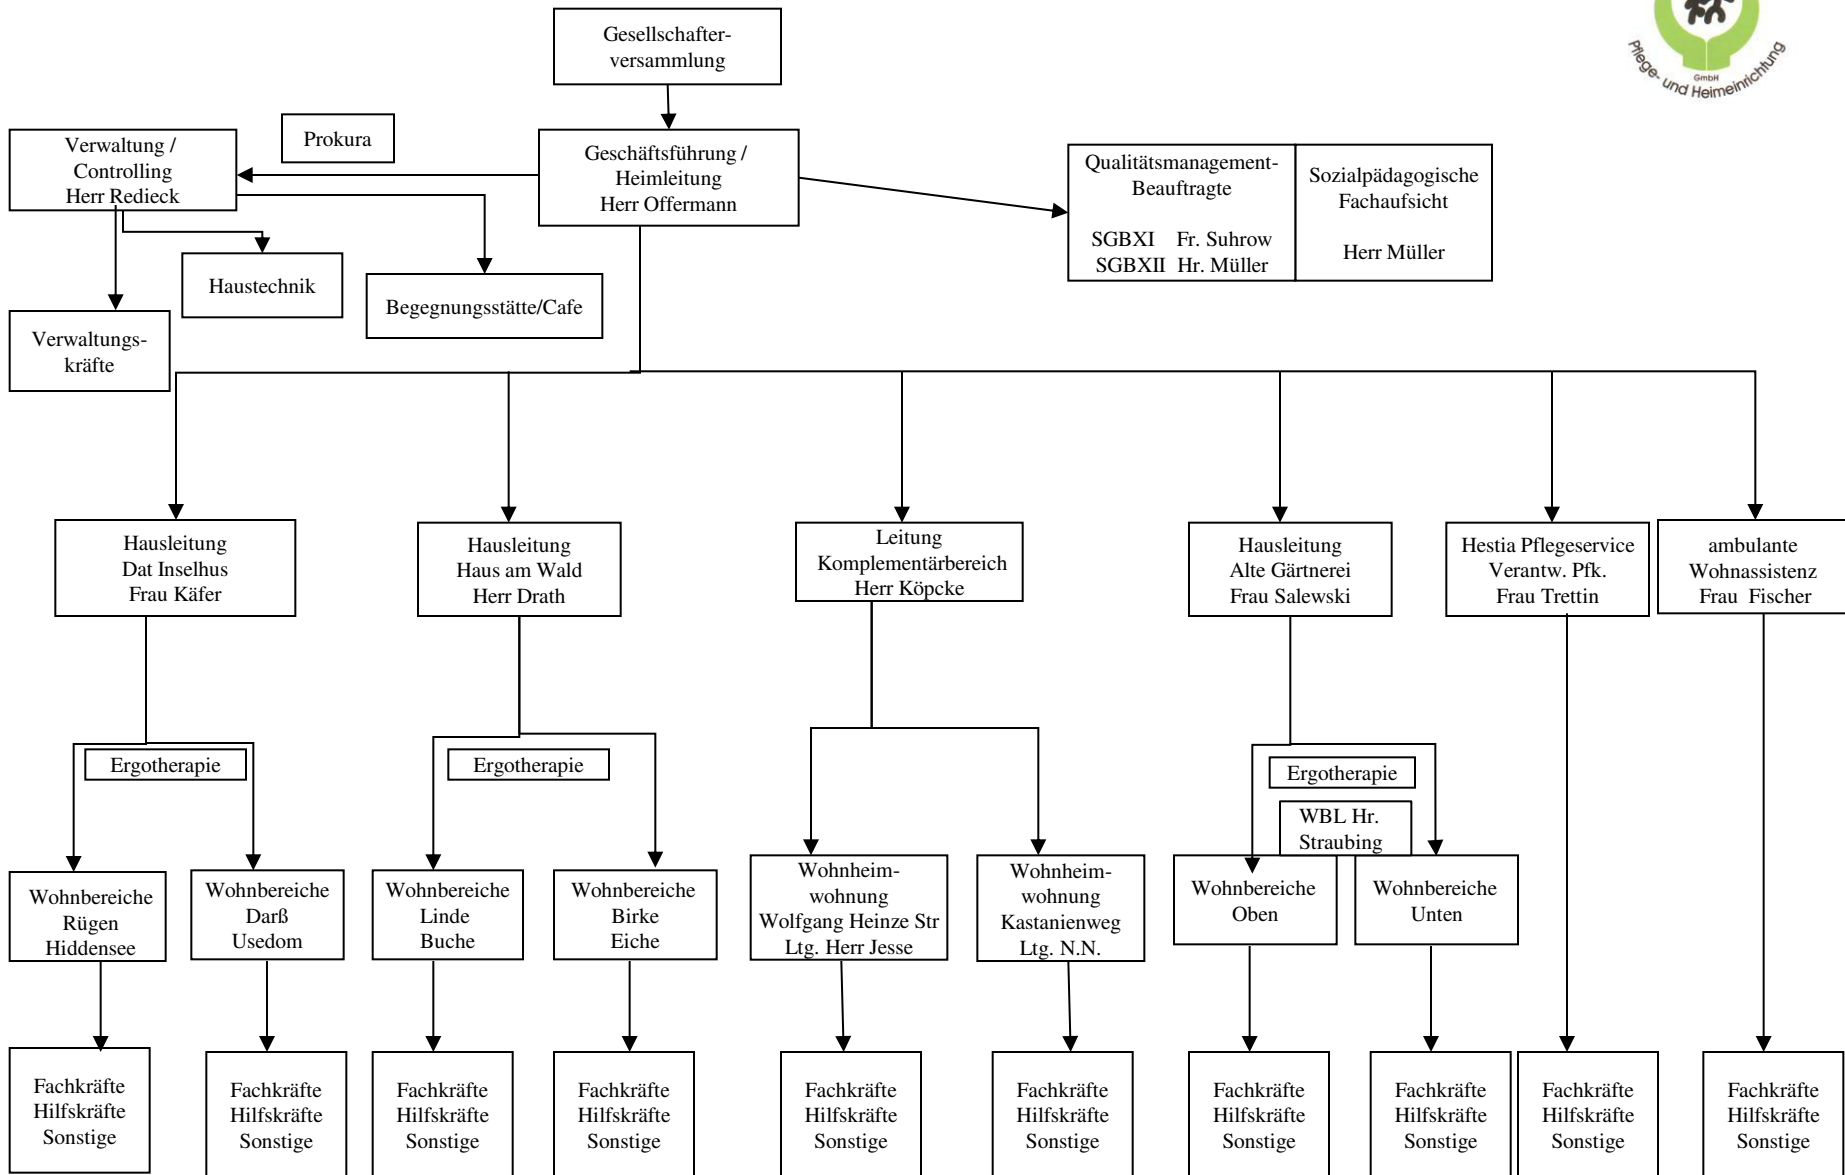 Gesellschafter-
versammlung
Pflege- und Heimeinrichtung
GmbH
Prokura
Verwaltung /
Controlling
Herr Redieck
Geschäftsführung /
Heimleitung
Herr Offermann
Qualitätsmanagement-
Beauftragte
SGBXI Fr. Suhrow
SGBXII Hr. Müller
Sozialpädagogische
Fachaufsicht
Herr Müller
Haustechnik
Begegnungsstätte/Cafe
Verwaltungs-
kräfte
Hausleitung
Dat Inselhus
Frau Käfer
Hausleitung
Haus am Wald
Herr Drath
Leitung
Komplementärbereich
Herr Köpcke
Hausleitung
Alte Gärtnerei
Frau Salewski
Hestia Pflegeservice
Verantw. Pfk.
Frau Trettin
ambulante
Wohnassistenz
Frau Fischer
Ergotherapie
Ergotherapie
Ergotherapie
WBL Hr.
Straubing
Wohnbereiche
Rügen
Hiddensee
Wohnbereiche
Darß
Usedom
Wohnbereiche
Linde
Buche
Wohnbereiche
Birke
Eiche
Wohnheim-
wohnung
Wolfgang Heinze Str
Ltg. Herr Jesse
Wohnheim-
wohnung
Kastanienweg
Ltg. N.N.
Wohnbereiche
Oben
Wohnbereiche
Unten
Fachkräfte
Hilfskräfte
Sonstige
Fachkräfte
Hilfskräfte
Sonstige
Fachkräfte
Hilfskräfte
Sonstige
Fachkräfte
Hilfskräfte
Sonstige
Fachkräfte
Hilfskräfte
Sonstige
Fachkräfte
Hilfskräfte
Sonstige
Fachkräfte
Hilfskräfte
Sonstige
Fachkräfte
Hilfskräfte
Sonstige
Fachkräfte
Hilfskräfte
Sonstige
Fachkräfte
Hilfskräfte
Sonstige